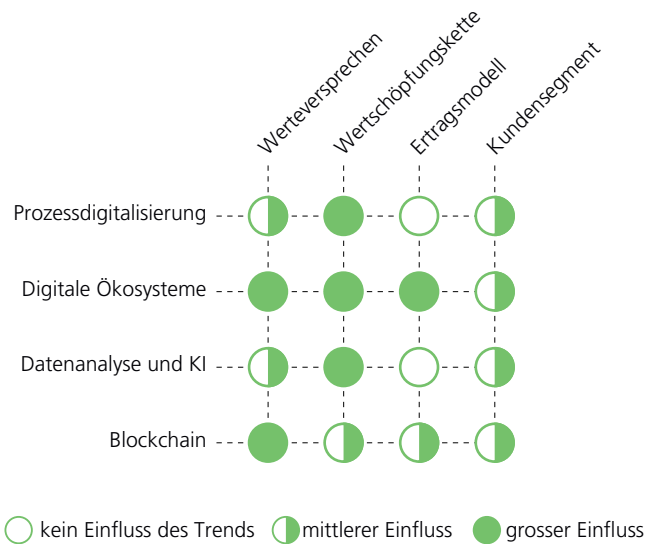 Werteversprechen
Wertschöpfungskette
Ertragsmodell
Kundensegment
Prozessdigitalisierung
Digitale Ökosysteme
Datenanalyse und KI
Blockchain
kein Einfluss des Trends mittlerer Einfluss grosser Einfluss